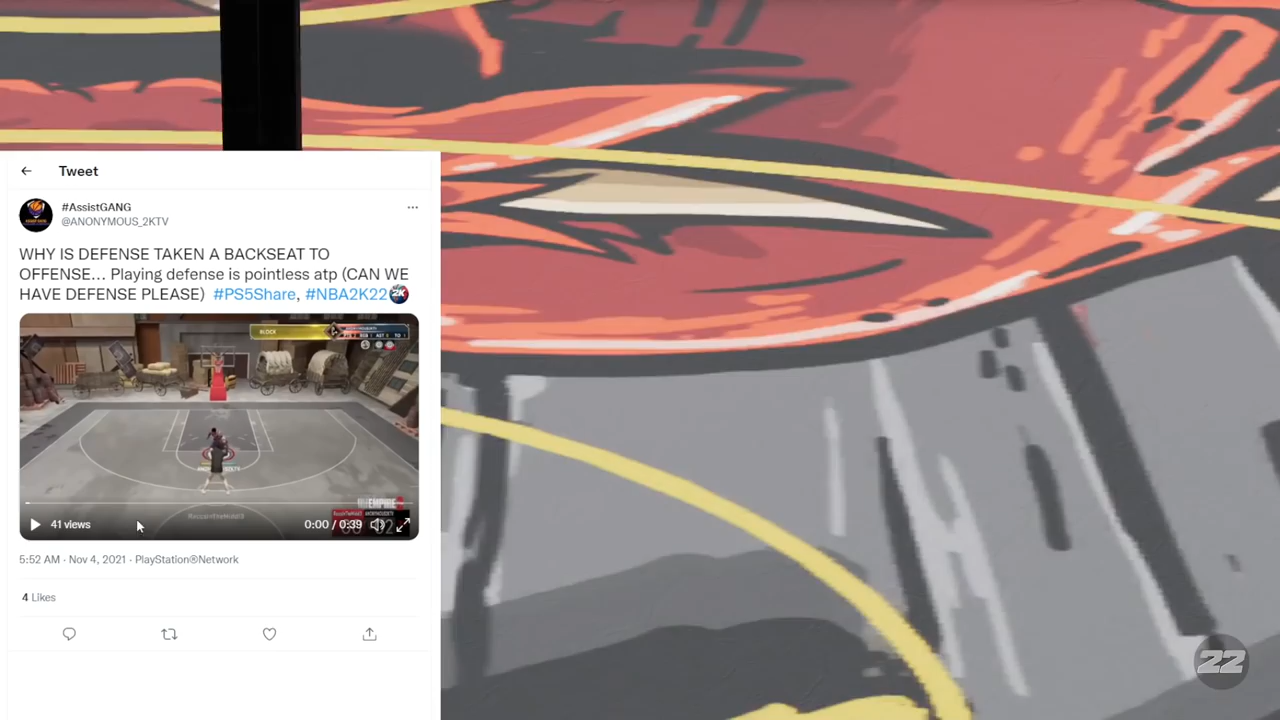 Tweet
#AssistGANG
@ANONYMOUS_2KTV
WHY IS DEFENSE TAKEN A BACKSEAT TO
OFFENSE... Playing defense is pointless atp (CAN WE
HAVE DEFENSE PLEASE) #PS5Share, #NBA2K22
BLOCK
41 views
0:00 / 0:39
5:52 AM · Nov 4, 2021 · PlayStation®Network
4 Likes
22